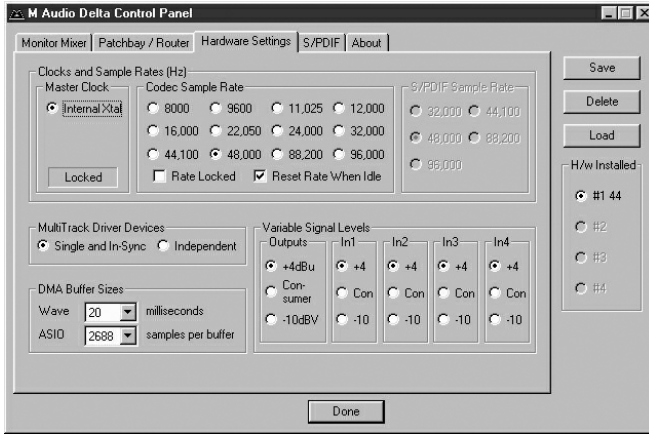 M Audio Delta Control Panel
Monitor Mixer Patchbay / Router Hardware Settings S/PDIF About
Clocks and Sample Rates (Hz)
Master Clock
Internal Xtal
Locked
Codec Sample Rate
8000 9600 11,025 12,000
16,000 22,050 24,000 32,000
44,100 48,000 88,200 96,000
Rate Locked Reset Rate When Idle
S/PDIF Sample Rate
32,000 44,100
48,000 88,200
96,000
MultiTrack Driver Devices
Single and In-Sync Independent
DMA Buffer Sizes
Wave 20 milliseconds
ASIO 2688 samples per buffer
Variable Signal Levels
Outputs In1 In2 In3 In4
+4dBu +4 +4 +4 +4
Con-
sumer Con Con Con Con
-10dBV -10 -10 -10 -10
Save
Delete
Load
H/w Installed
#1 44
#2
#3
#4
Done